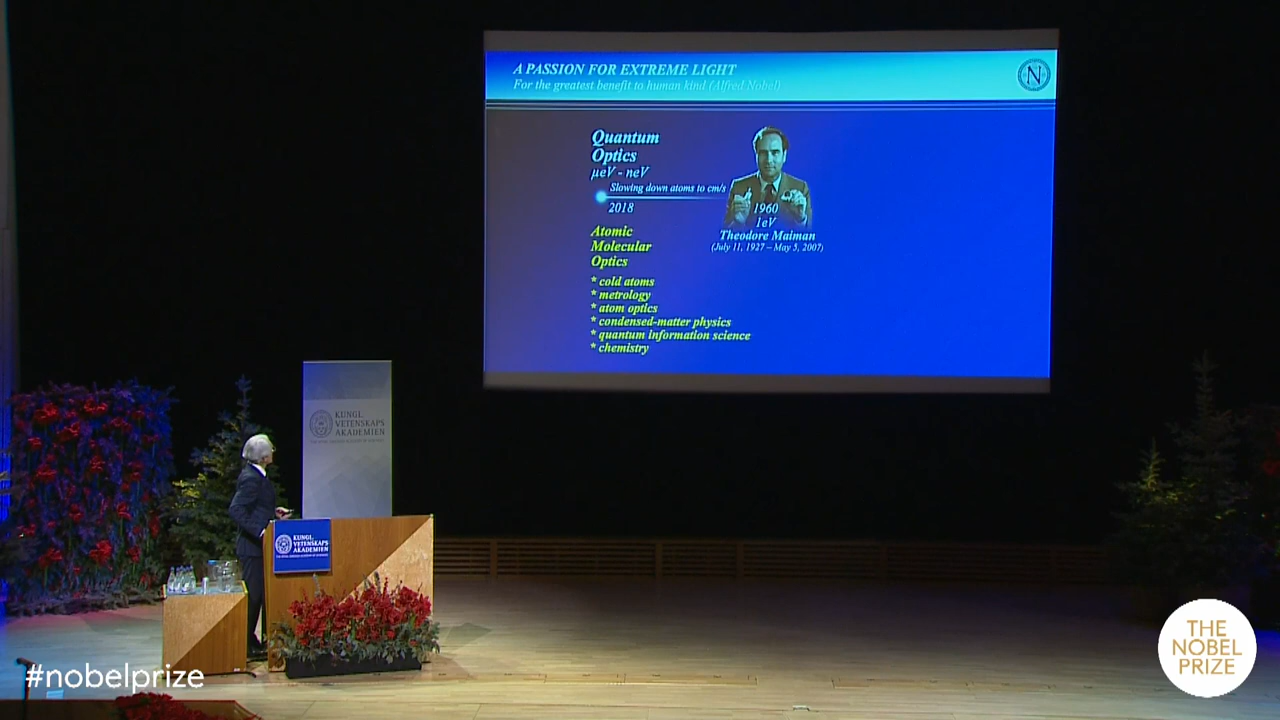 A PASSION FOR EXTREME LIGHT
For the greatest benefit to human kind (Alfred Nobel)
N
Quantum
Optics
μeV - neV
Slowing down atoms to cm/s
2018
1960
1eV
Theodore Maiman
(July 11, 1927 – May 5, 2007)
Atomic
Molecular
Optics
* cold atoms
* metrology
* atom optics
* condensed-matter physics
* quantum information science
* chemistry
KUNGL.
VETENSKAPS
AKADEMIEN
KUNGL.
VETENSKAPS
AKADEMIEN
#nobelprize
THE
NOBEL
PRIZE